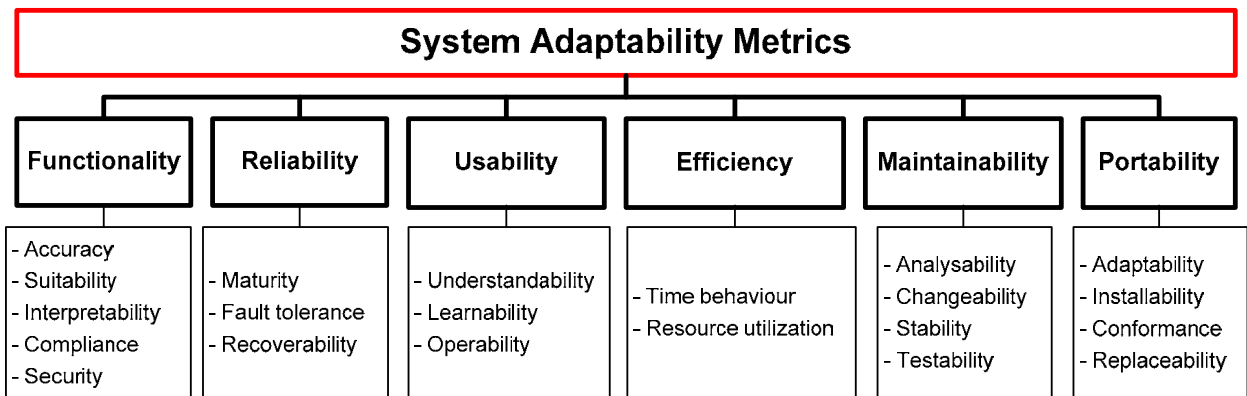 System Adaptability Metrics
Functionality
Reliability
Usability
Efficiency
Maintainability
Portability
- Accuracy
- Suitability
- Interpretability
- Compliance
- Security
- Maturity
- Fault tolerance
- Recoverability
- Understandability
- Learnability
- Operability
- Time behaviour
- Resource utilization
- Analysability
- Changeability
- Stability
- Testability
- Adaptability
- Installability
- Conformance
- Replaceability